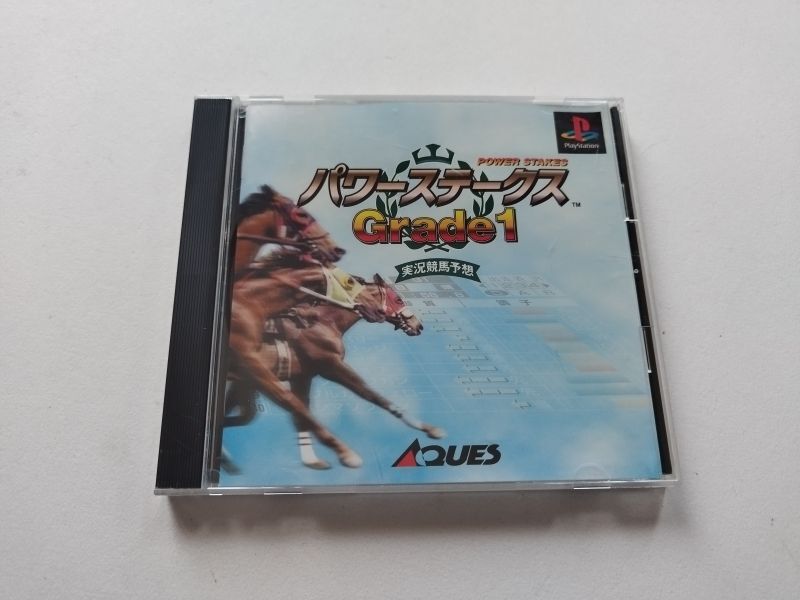 PlayStation
POWER STAKES
パワーステークス
TM
Grade1
実況競馬予想
AQUES